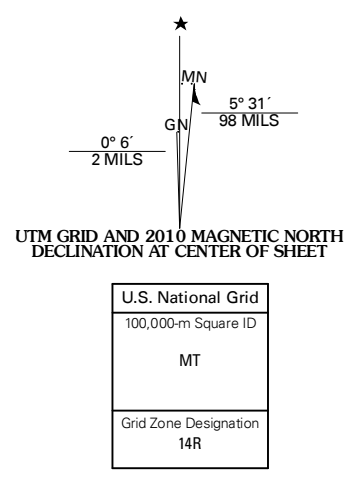 ★
MN
GN
5° 31´
98 MILS
0° 6´
2 MILS
UTM GRID AND 2010 MAGNETIC NORTH
DECLINATION AT CENTER OF SHEET
U.S. National Grid
100,000-m Square ID
MT
Grid Zone Designation
14R